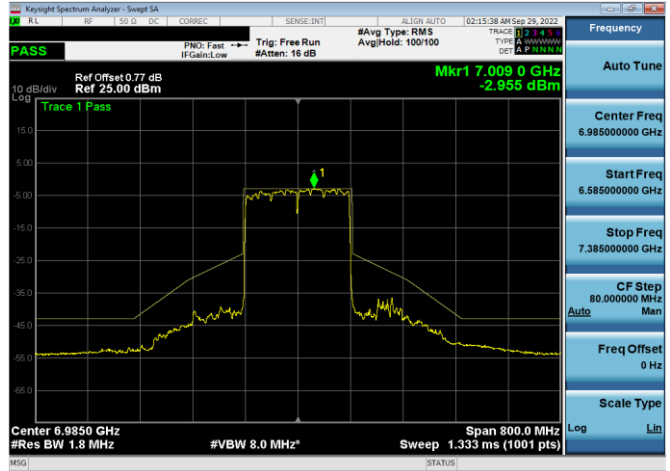 Keysight Spectrum Analyzer - Swept SA
RL RF 50 Ω DC CORREC SENSE:INT ALIGN AUTO 02:15:38 AM Sep 29, 2022
PASS
PNO: Fast
IFGain:Low
Trig: Free Run
#Atten: 16 dB
#Avg Type: RMS
Avg|Hold: 100/100
TRACE 1 2 3 4 5 6
TYPE A WWWWW
DET A P N N N N
Frequency
Mkr1 7.009 0 GHz
-2.955 dBm
Ref Offset 0.77 dB
Ref 25.00 dBm
10 dB/div
Log
Trace 1 Pass
15.0
5.00
-5.00
-15.0
-25.0
-35.0
-45.0
-55.0
-65.0
1
Center 6.9850 GHz
#Res BW 1.8 MHz
#VBW 8.0 MHz*
Span 800.0 MHz
Sweep 1.333 ms (1001 pts)
Auto Tune
Center Freq
6.985000000 GHz
Start Freq
6.585000000 GHz
Stop Freq
7.385000000 GHz
CF Step
80.000000 MHz
Auto Man
Freq Offset
0 Hz
Scale Type
Log Lin
MSG STATUS